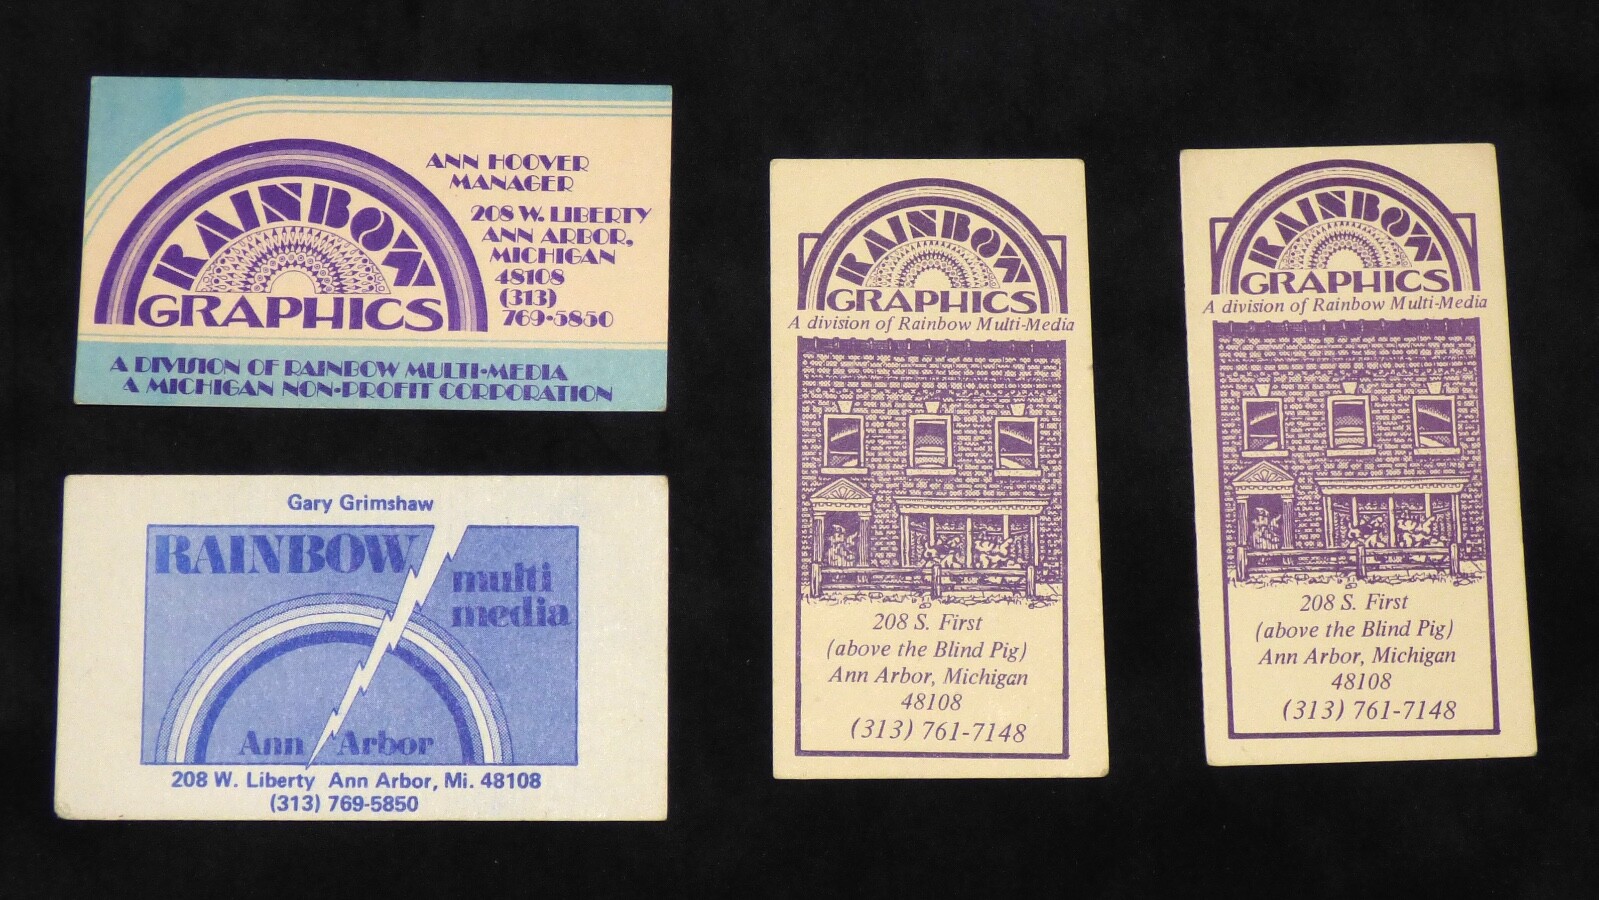 RAINBOW
GRAPHICS
ANN HOOVER
MANAGER
208 W. LIBERTY
ANN ARBOR,
MICHIGAN
48108
(313)
769•5850
A DIVISION OF RAINBOW MULTI•MEDIA
A MICHIGAN NON•PROFIT CORPORATION
Gary Grimshaw
RAINBOW
multi
media
Ann Arbor
208 W. Liberty Ann Arbor, Mi. 48108
(313) 769-5850
RAINBOW
GRAPHICS
A division of Rainbow Multi-Media
208 S. First
(above the Blind Pig)
Ann Arbor, Michigan
48108
(313) 761-7148
RAINBOW
GRAPHICS
A division of Rainbow Multi-Media
208 S. First
(above the Blind Pig)
Ann Arbor, Michigan
48108
(313) 761-7148